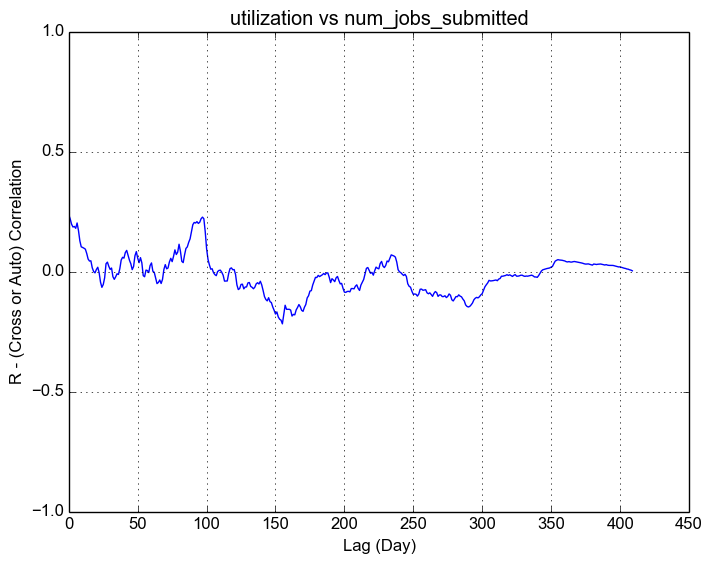 utilization vs num_jobs_submitted
1.0
0.5
0.0
−0.5
−1.0
R - (Cross or Auto) Correlation
0 50 100 150 200 250 300 350 400 450
Lag (Day)